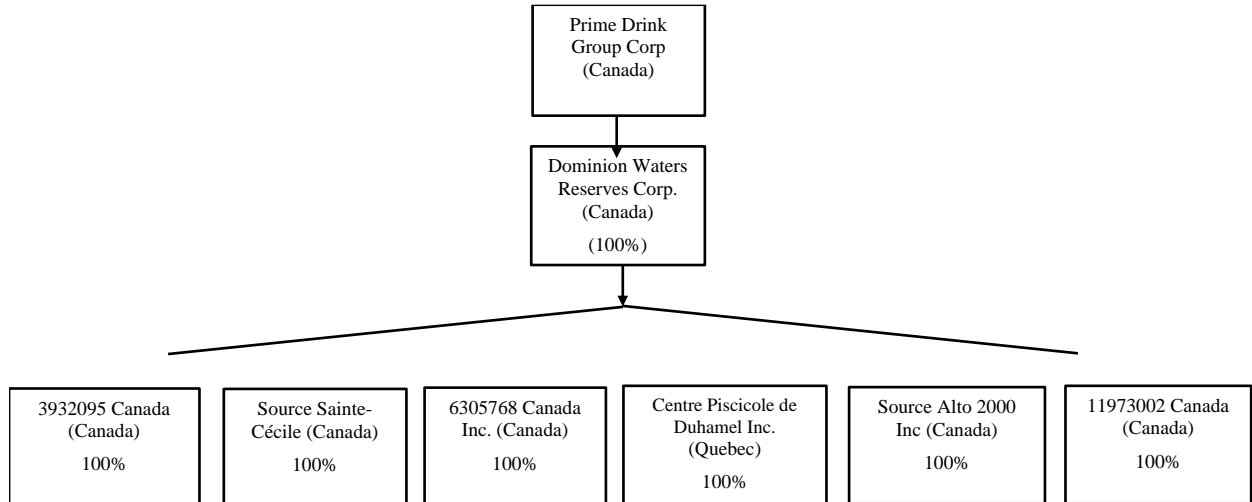 Prime Drink
Group Corp
(Canada)
Dominion Waters
Reserves Corp.
(Canada)
(100%)
3932095 Canada
(Canada)
100%
Source Sainte-
Cécile (Canada)
100%
6305768 Canada
Inc. (Canada)
100%
Centre Piscicole de
Duhamel Inc.
(Quebec)
100%
Source Alto 2000
Inc (Canada)
100%
11973002 Canada
(Canada)
100%